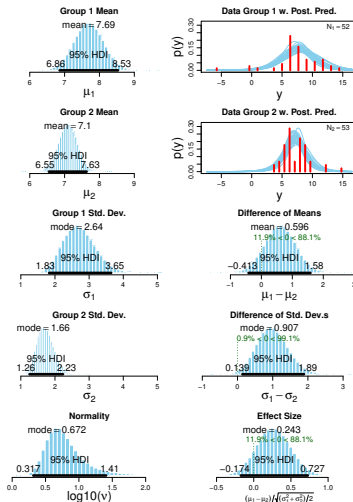 Group 1 Mean
mean = 7.69
95% HDI
6.86 8.53
6 7 8 9
μ1
Data Group 1 w. Post. Pred.
N1 = 52
p(y)
0.00 0.15 0.30
−5 0 5 10 15
y
Group 2 Mean
mean = 7.1
95% HDI
6.55 7.63
6 7 8 9
μ2
Data Group 2 w. Post. Pred.
N2 = 53
p(y)
0.00 0.15 0.30
−5 0 5 10 15
y
Group 1 Std. Dev.
mode = 2.64
95% HDI
1.83 3.65
1 2 3 4 5
σ1
Difference of Means
mean = 0.596
11.9% < 0 < 88.1%
95% HDI
−0.413 1.58
−1 0 1 2 3
μ1 − μ2
Group 2 Std. Dev.
mode = 1.66
95% HDI
1.26 2.23
1 2 3 4 5
σ2
Difference of Std. Dev.s
mode = 0.907
0.9% < 0 < 99.1%
95% HDI
0.139 1.89
0 1 2 3
σ1 − σ2
Normality
mode = 0.672
95% HDI
0.317 1.41
0.0 0.5 1.0 1.5 2.0
log10(ν)
Effect Size
mode = 0.243
11.9% < 0 < 88.1%
95% HDI
−0.174 0.727
−0.5 0.0 0.5 1.0
(μ1 − μ2)/√(σ1² + σ2²)/2